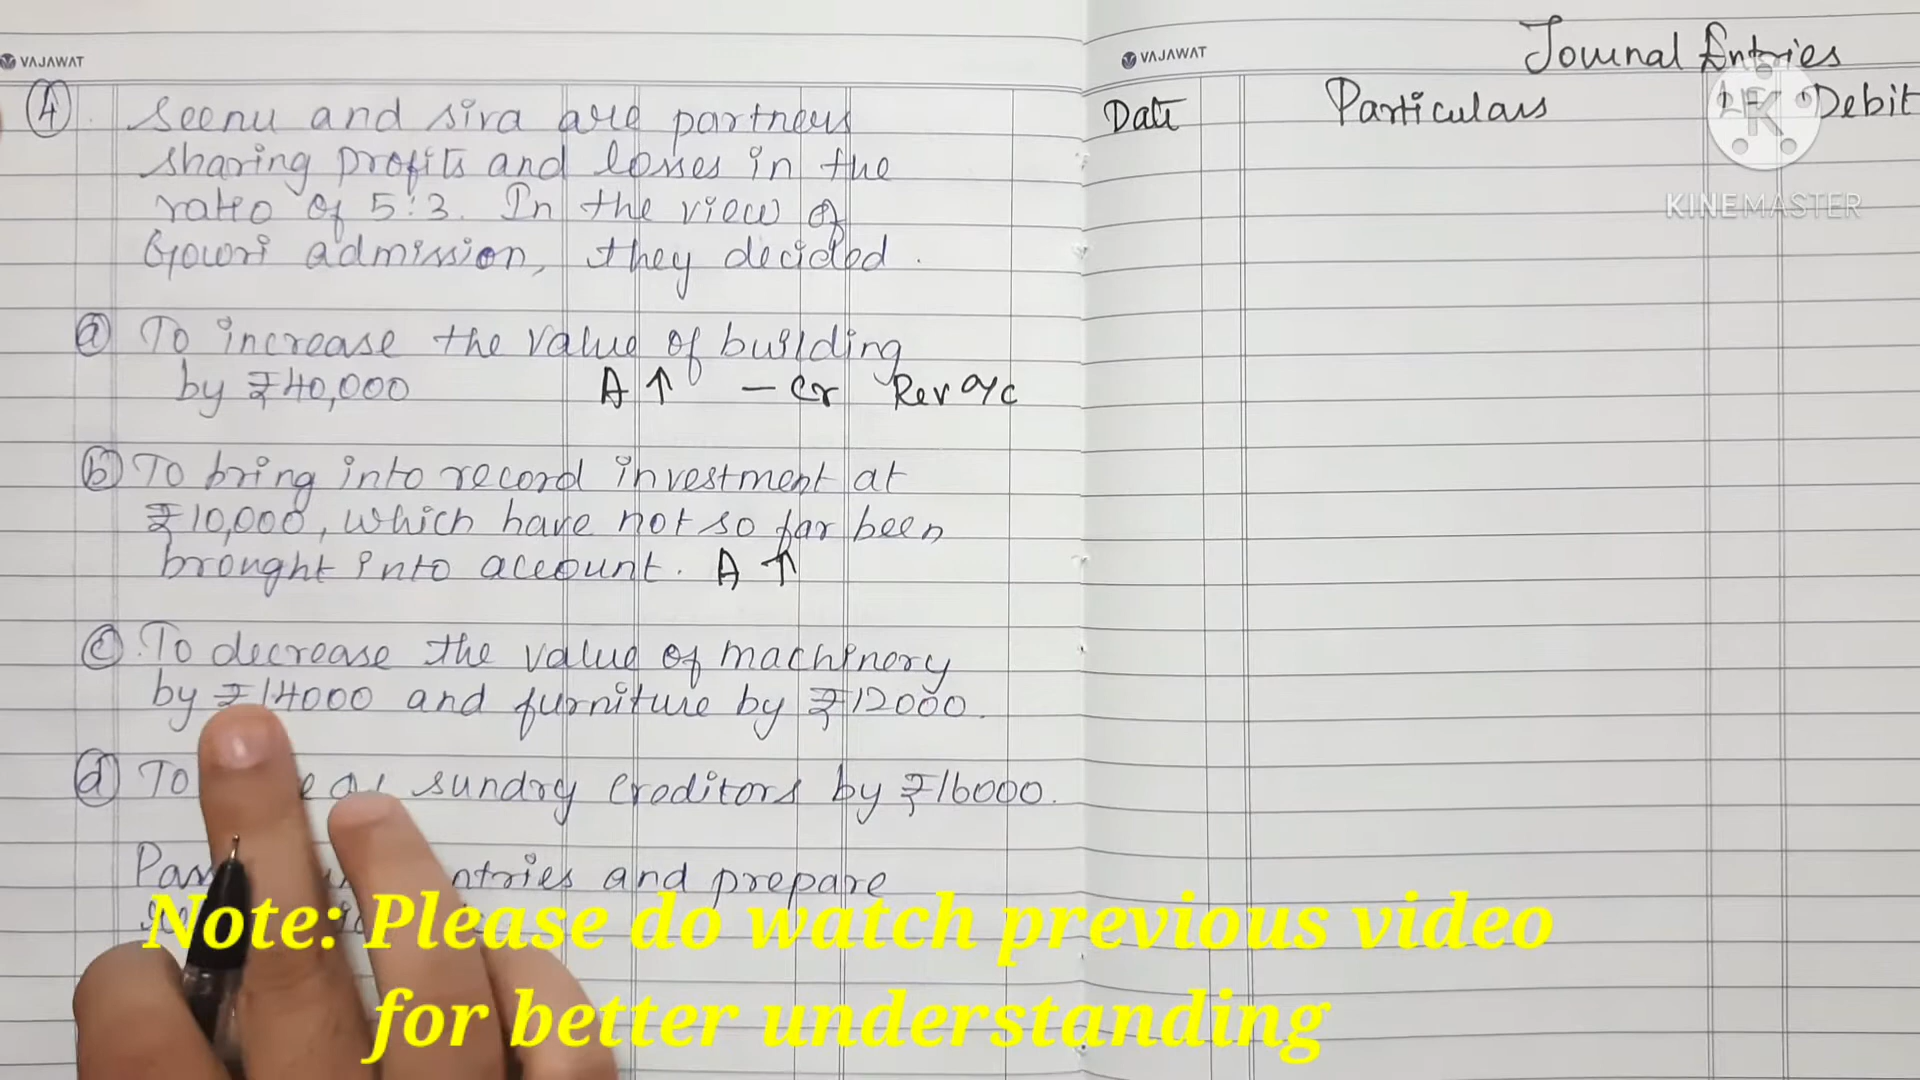 VAJAWAT
④ Seenu and Siva are partners
sharing profits and losses in the
ratio of 5:3. In the view of
Gowri admission, they decided.
ⓐ To increase the value of building
by ₹40,000 A ↑ - Cr Rev a/c
ⓑ To bring into record investment at
₹10,000, which have not so far been
brought into account. A ↑
ⓒ To decrease the value of machinery
by ₹14000 and furniture by ₹12000.
ⓓ To sundry creditors by ₹16000.
entries and prepare
VAJAWAT
Journal Entries
Date Particulars LF Debit
K
KINEMASTER
Note: Please do watch previous video
for better understanding